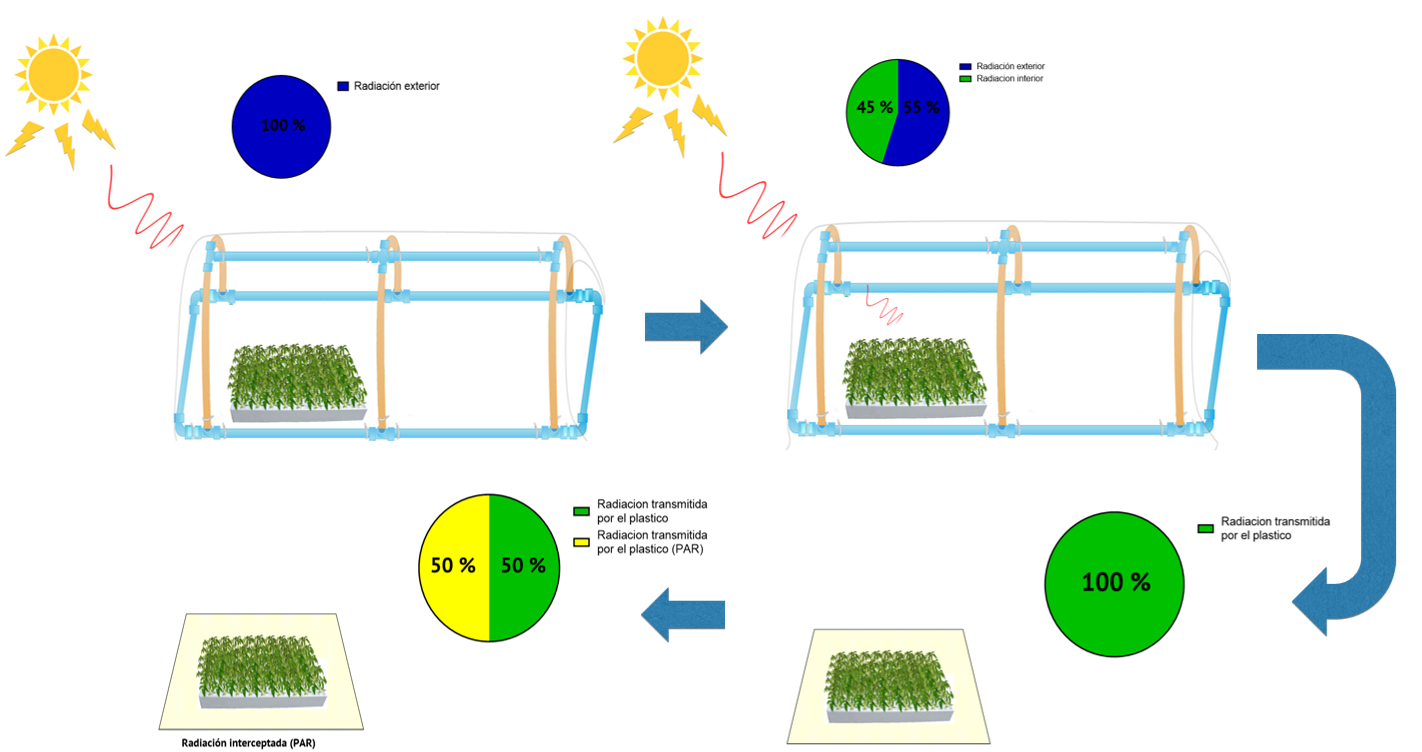 100 %
Radiación exterior
45 %
55 %
Radiación exterior
Radiacion interior
50 %
50 %
Radiacion transmitida
por el plastico
Radiacion transmitida
por el plastico (PAR)
100 %
Radiacion transmitida
por el plastico
Radiación interceptada (PAR)